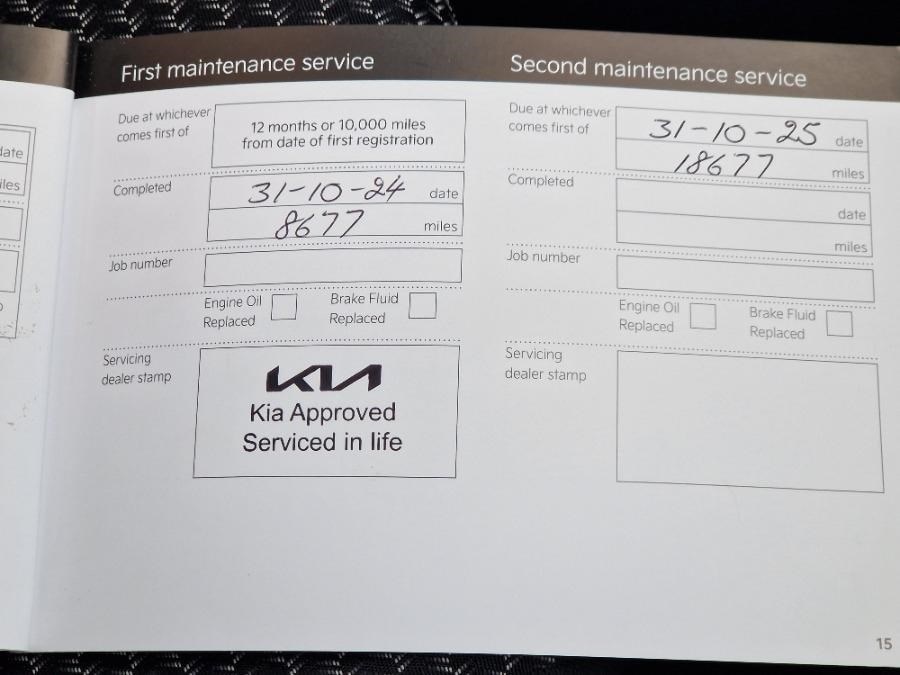 First maintenance service
Due at whichever
comes first of
12 months or 10,000 miles
from date of first registration
Completed
31-10-24 date
8677 miles
Job number
Engine Oil
Replaced
Brake Fluid
Replaced
Servicing
dealer stamp
KIA
Kia Approved
Serviced in life
Second maintenance service
Due at whichever
comes first of
31-10-25 date
18677 miles
Completed
date
miles
Job number
Engine Oil
Replaced
Brake Fluid
Replaced
Servicing
dealer stamp
15